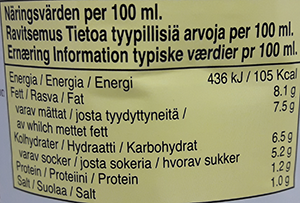 Näringsvärden per 100 ml.
Ravitsemus Tietoa tyypillisiä arvoja per 100 ml.
Ernæring Information typiske værdier pr 100 ml.
Energia / Energia / Energi 436 kJ / 105 Kcal
Fett / Rasva / Fat 8.1 g
varav mättat / josta tyydyttyneitä / 7.5 g
av whilch mettet fett
Kolhydrater / Hydraatti / Karbohydrat 6.5 g
varav socker / josta sokeria / hvorav sukker 5.2 g
Protein / Proteiini / Protein 1.2 g
Salt / Suolaa / Salt 1.0 g